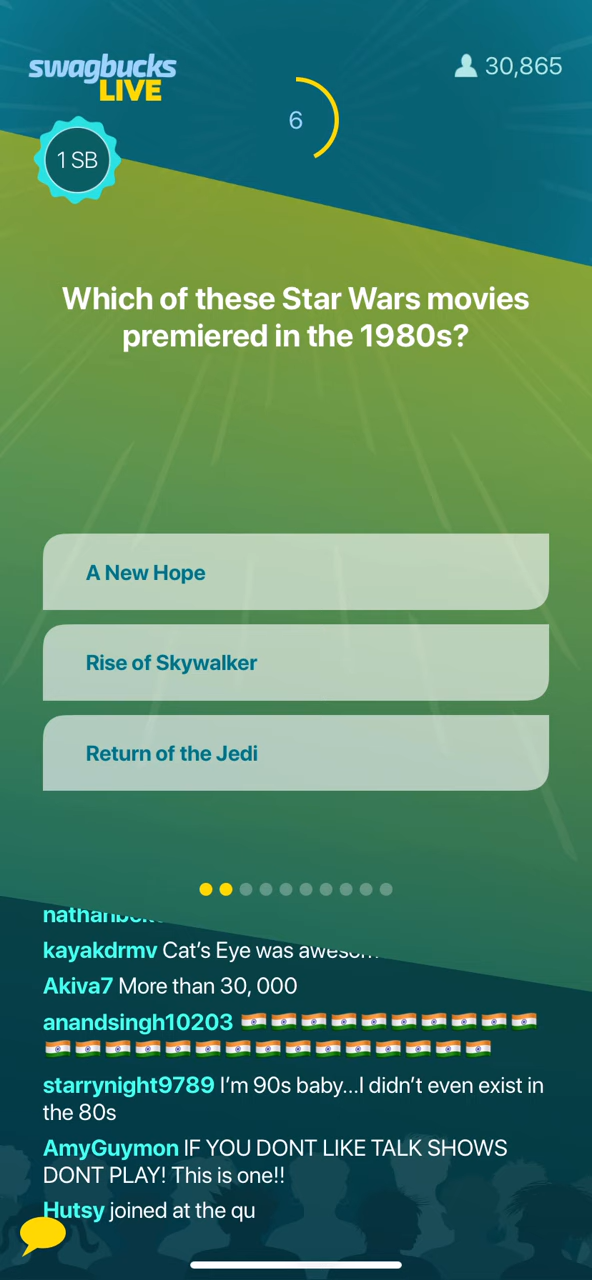 swagbucks
LIVE
30,865
6
1 SB
Which of these Star Wars movies
premiered in the 1980s?
A New Hope
Rise of Skywalker
Return of the Jedi
kayakdrmv Cat's Eye was awesom...
Akiva7 More than 30, 000
anandsingh10203 🇮🇳🇮🇳🇮🇳🇮🇳🇮🇳🇮🇳🇮🇳🇮🇳🇮🇳🇮🇳
🇮🇳🇮🇳🇮🇳🇮🇳🇮🇳🇮🇳🇮🇳🇮🇳🇮🇳🇮🇳🇮🇳🇮🇳🇮🇳🇮🇳🇮🇳
starrynight9789 I'm 90s baby...I didn't even exist in
the 80s
AmyGuymon IF YOU DONT LIKE TALK SHOWS
DONT PLAY! This is one!!
Hutsy joined at the qu